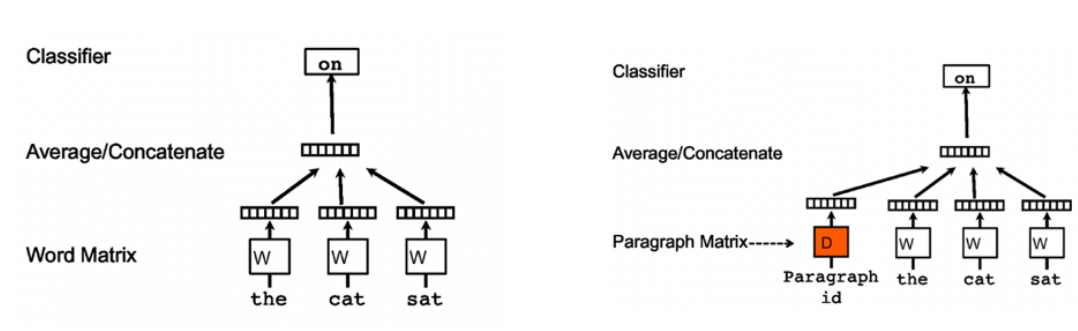 Classifier
on
Average/Concatenate
Word Matrix
W W W
the cat sat
Classifier
on
Average/Concatenate
Paragraph Matrix
D W W W
Paragraph id the cat sat